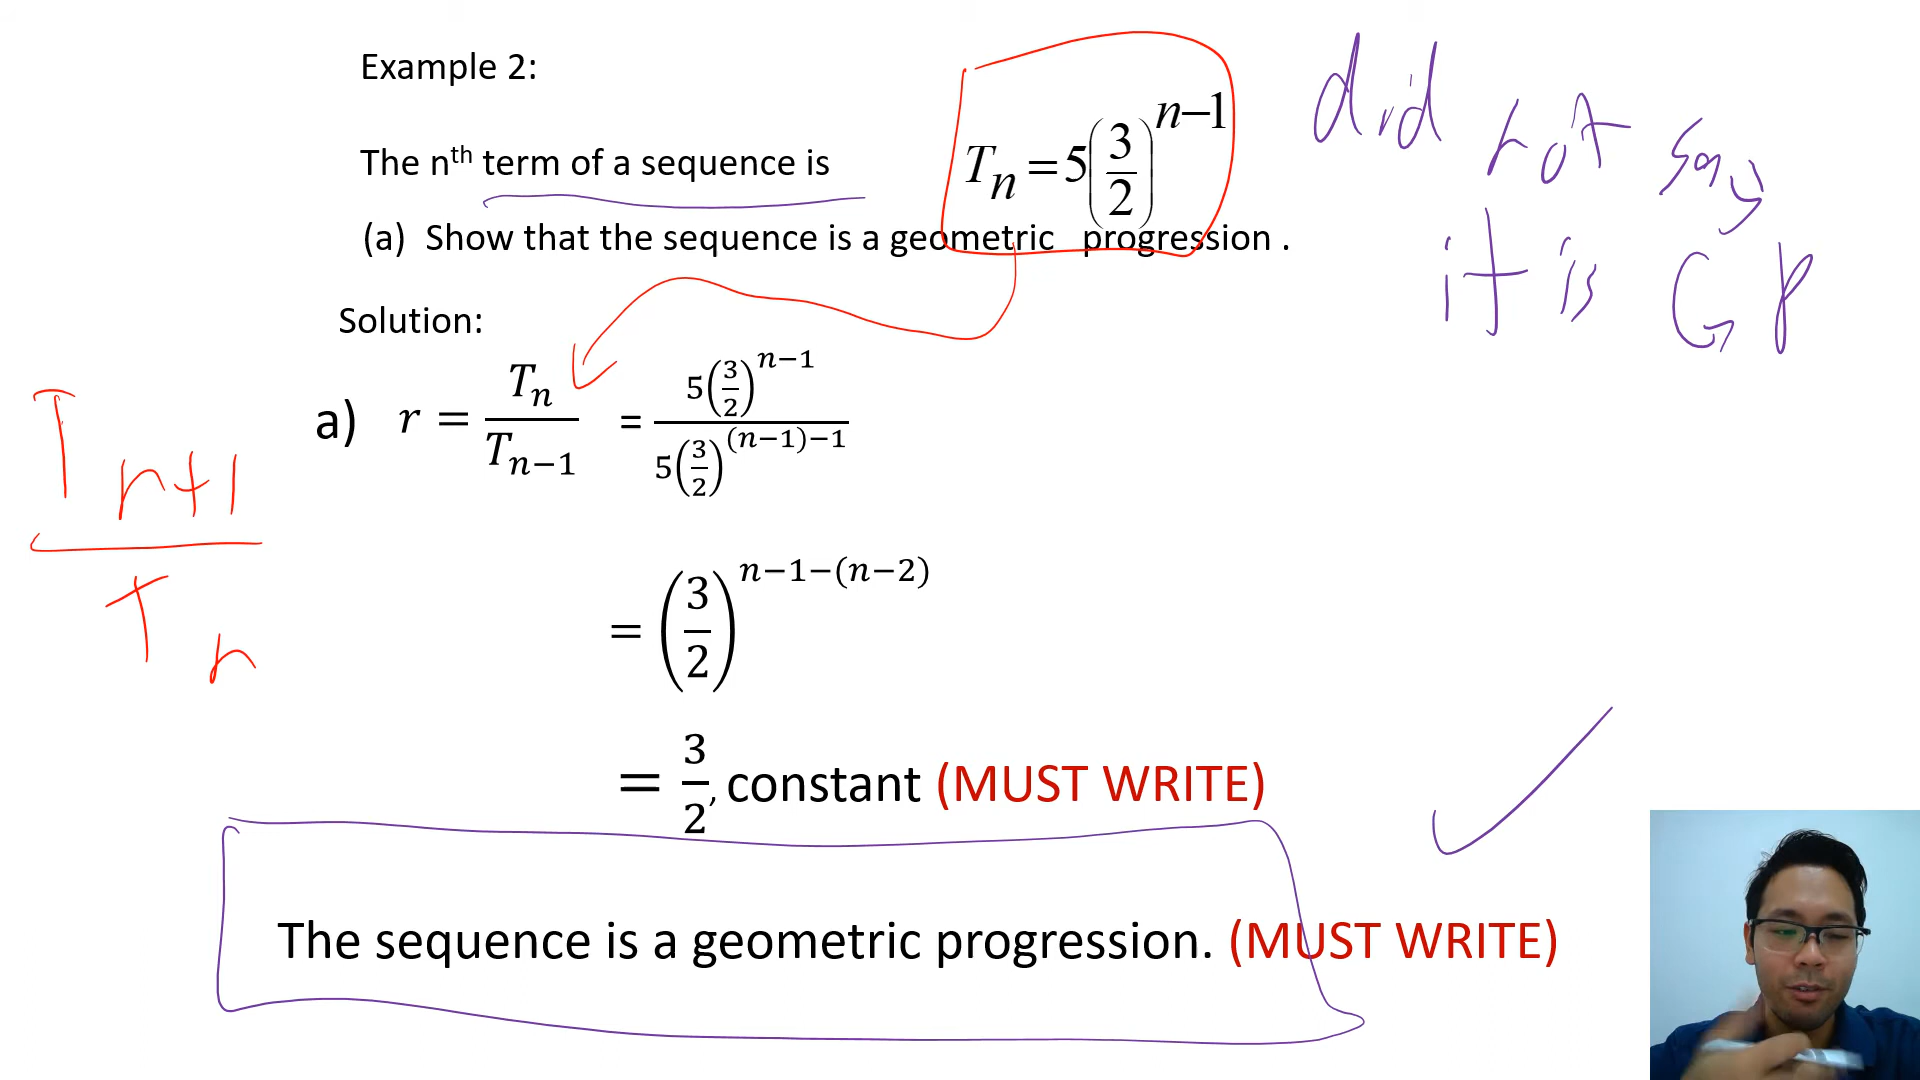 Example 2:
The nth term of a sequence is Tn = 5(3/2)^(n−1)
(a) Show that the sequence is a geometric progression .
did not say
it is GP
Solution:
a) r = Tn/Tn−1 = 5(3/2)^(n−1) / 5(3/2)^((n−1)−1)
Tn+1/Tn
= (3/2)^(n−1−(n−2))
= 3/2, constant (MUST WRITE)
The sequence is a geometric progression. (MUST WRITE)